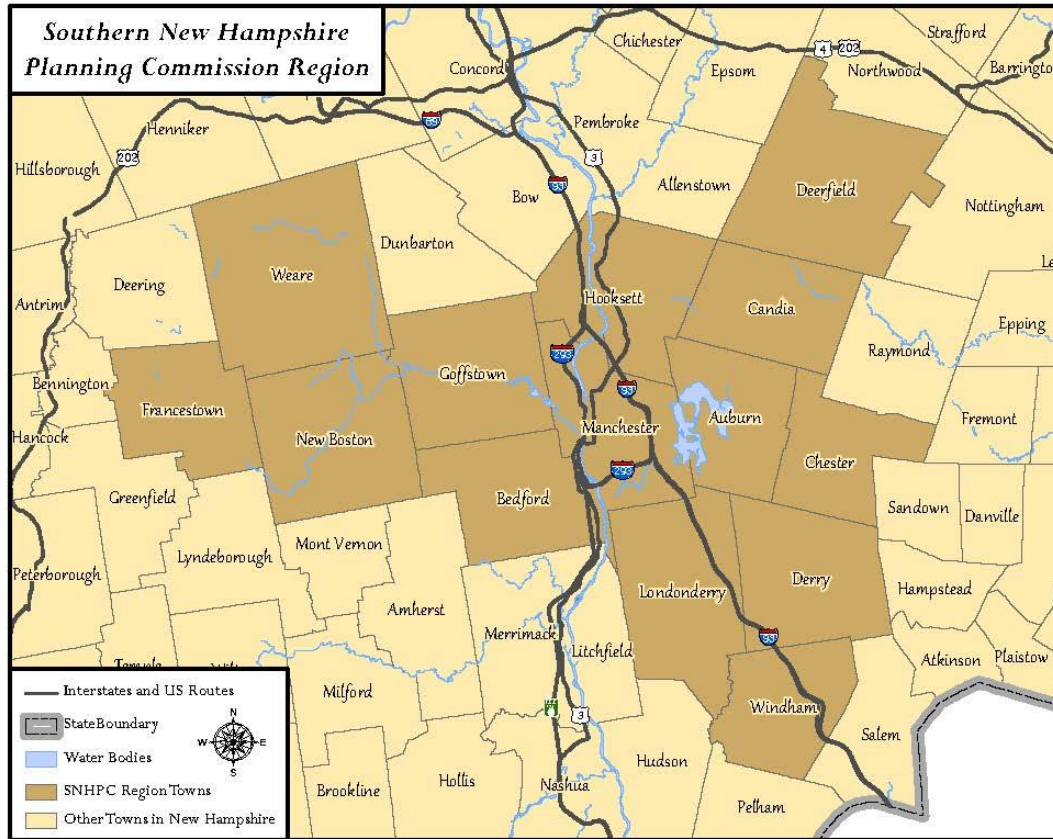 Southern New Hampshire
Planning Commission Region
Strafford
Chichester
4
202
Northwood
Barrington
Concord
Epsom
Henniker
89
Pembroke
202
3
Hillsborough
93
Bow
Allenstown
Deerfield
Nottingham
Dunbarton
Weare
Deering
Hooksett
Antrim
Candia
Epping
Raymond
293
Goffstown
Bennington
93
Francestown
Auburn
Fremont
Hancock
New Boston
Manchester
Chester
293
Greenfield
Bedford
Sandown
Danville
Lyndeborough
Mont Vernon
Peterborough
Derry
Londonderry
Hampstead
Amherst
Merrimack
93
Litchfield
Atkinson
Plaistow
Temple
Milford
Windham
Salem
3
Hudson
Hollis
Nashua
Brookline
Pelham
Interstates and US Routes
State Boundary
Water Bodies
SNHPC Region Towns
Other Towns in New Hampshire
N
W
E
S